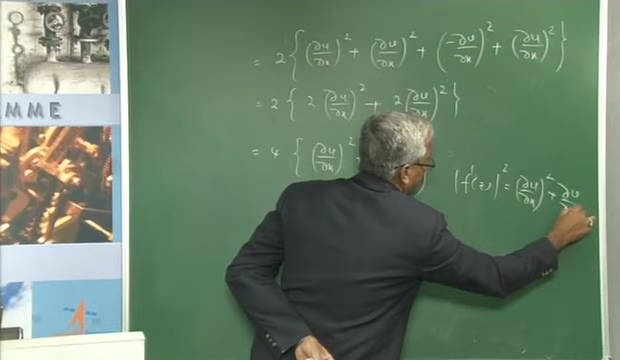 MME
= 2 { (∂u/∂x)² + (∂v/∂x)² + (-∂v/∂x)² + (∂u/∂x)² }
= 2 { 2 (∂u/∂x)² + 2(∂v/∂x)² }
= 4 { (∂u/∂x)²
|f'(z)|² = (∂u/∂x)² + ∂v